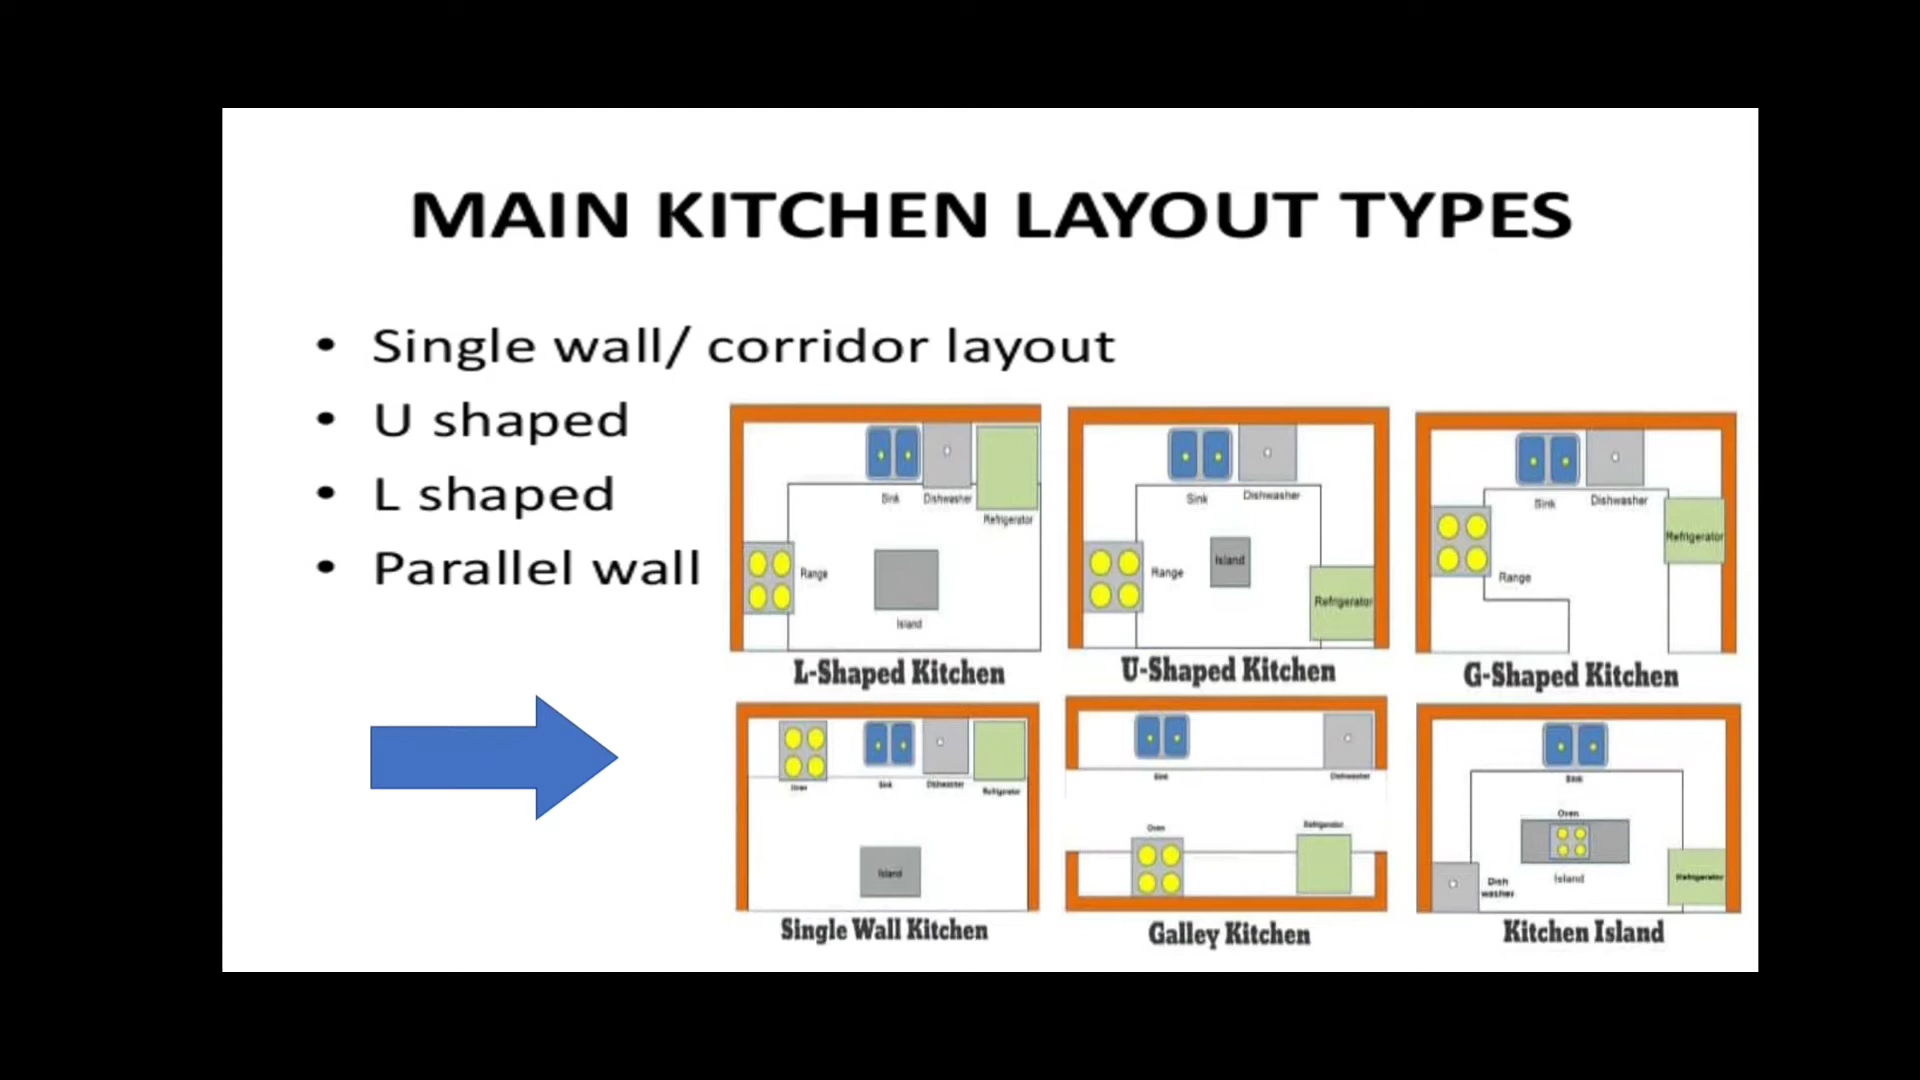 MAIN KITCHEN LAYOUT TYPES
• Single wall/ corridor layout
• U shaped
• L shaped
• Parallel wall
Sink Dishwasher
Refrigerator
Range
Island
L-Shaped Kitchen
Sink Dishwasher
Island
Range
Refrigerator
U-Shaped Kitchen
Sink Dishwasher
Refrigerator
Range
G-Shaped Kitchen
Oven Sink Dishwasher Refrigerator
Island
Single Wall Kitchen
Sink Dishwasher
Oven Refrigerator
Galley Kitchen
Sink
Oven
Island
Refrigerator
Dish
washer
Kitchen Island